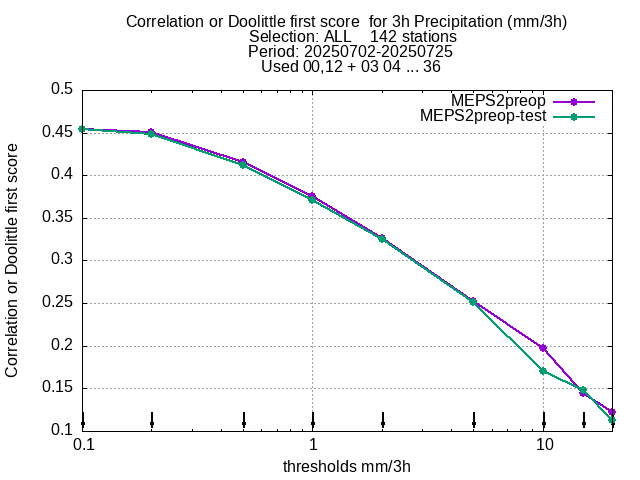 Correlation or Doolittle first score  for 3h Precipitation (mm/3h)
Selection: ALL    142 stations
Period: 20250702-20250725
Used 00,12 + 03 04 ... 36
MEPS2preop
MEPS2preop-test
Correlation or Doolittle first score
0.5
0.45
0.4
0.35
0.3
0.25
0.2
0.15
0.1
0.1 1 10
thresholds mm/3h